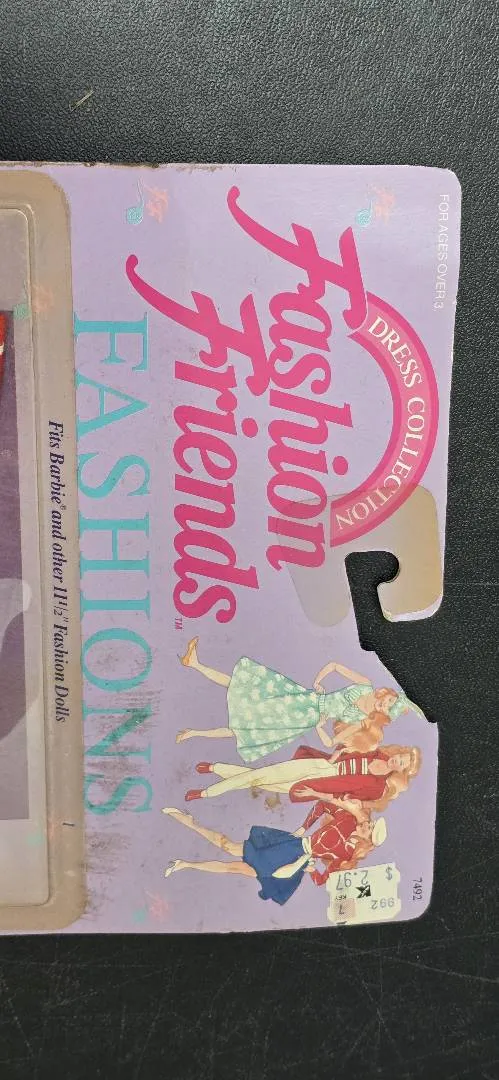 FOR AGES OVER 3
DRESS COLLECTION
Fashion
Friends™
FASHIONS
Fits Barbie® and other 11½" Fashion Dolls
7492
992
$ 2.97